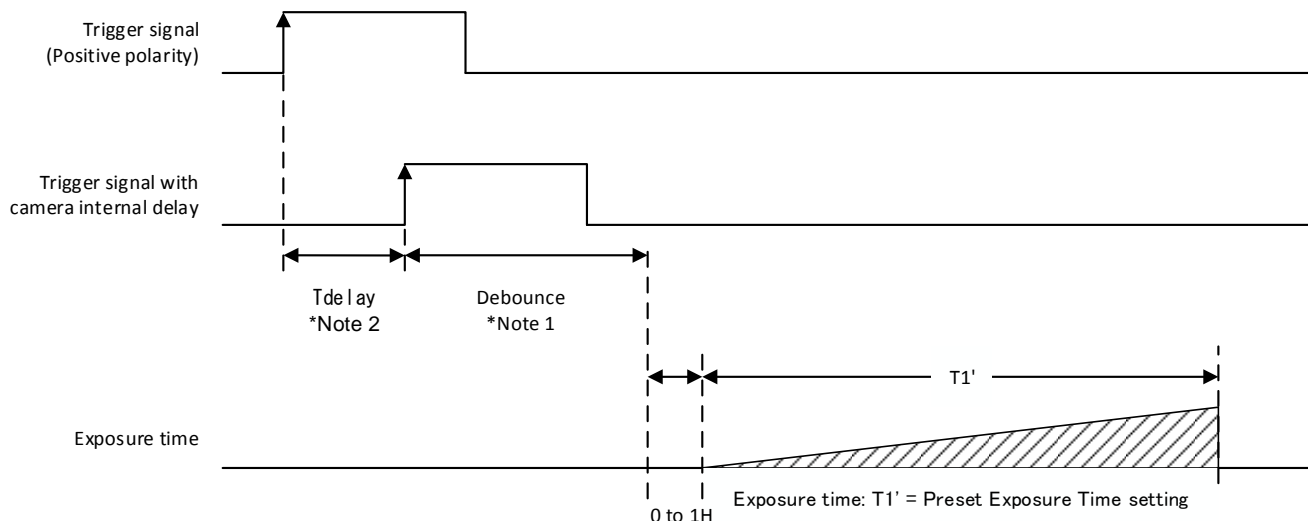 Trigger signal
(Positive polarity)
Trigger signal with
camera internal delay
Tdelay
*Note 2
Debounce
*Note 1
T1'
Exposure time
0 to 1H
Exposure time: T1' = Preset Exposure Time setting